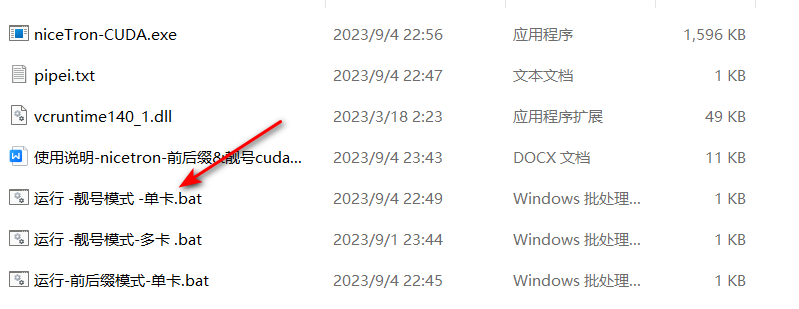 niceTron-CUDA.exe 2023/9/4 22:56 应用程序 1,596 KB
pipei.txt 2023/9/4 22:47 文本文档 1 KB
vcruntime140_1.dll 2023/3/18 2:23 应用程序扩展 49 KB
使用说明-nicetron-前后缀&靓号cuda... 2023/9/4 23:43 DOCX 文档 11 KB
运行 -靓号模式 -单卡.bat 2023/9/4 22:49 Windows 批处理... 1 KB
运行 -靓号模式-多卡 .bat 2023/9/1 23:44 Windows 批处理... 1 KB
运行-前后缀模式-单卡.bat 2023/9/4 22:45 Windows 批处理... 1 KB